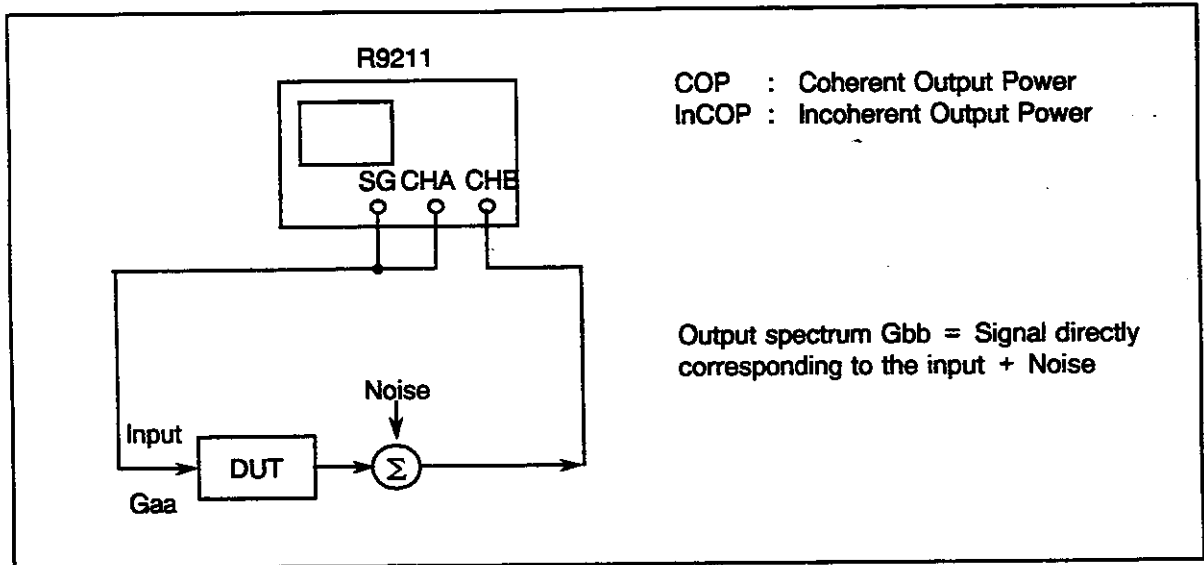 R9211
COP : Coherent Output Power
InCOP : Incoherent Output Power
SG CHA CHB
Output spectrum Gbb = Signal directly
corresponding to the input + Noise
Noise
Input
DUT
Σ
Gaa